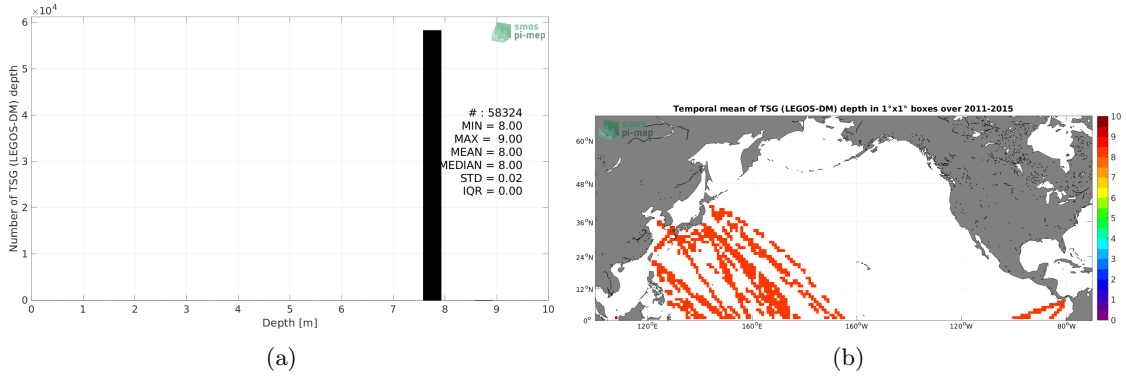 ×10⁴
6
5
4
3
2
1
0
Number of TSG (LEGOS-DM) depth
smos
pi-mep
# : 58324
MIN = 8.00
MAX = 9.00
MEAN = 8.00
MEDIAN = 8.00
STD = 0.02
IQR = 0.00
0 1 2 3 4 5 6 7 8 9 10
Depth [m]
(a)
Temporal mean of TSG (LEGOS-DM) depth in 1°x1° boxes over 2011-2015
smos
pi-mep
60°N
48°N
36°N
24°N
12°N
0°
120°E 160°E 160°W 120°W 80°W
10
9
8
7
6
5
4
3
2
1
0
(b)